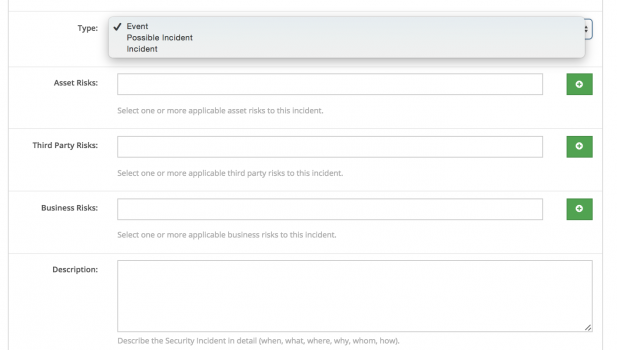 Type:
Event
Possible Incident
Incident
Asset Risks:
Select one or more applicable asset risks to this incident.
Third Party Risks:
Select one or more applicable third party risks to this incident.
Business Risks:
Select one or more applicable business risks to this incident.
Description:
Describe the Security Incident in detail (when, what, where, why, whom, how).